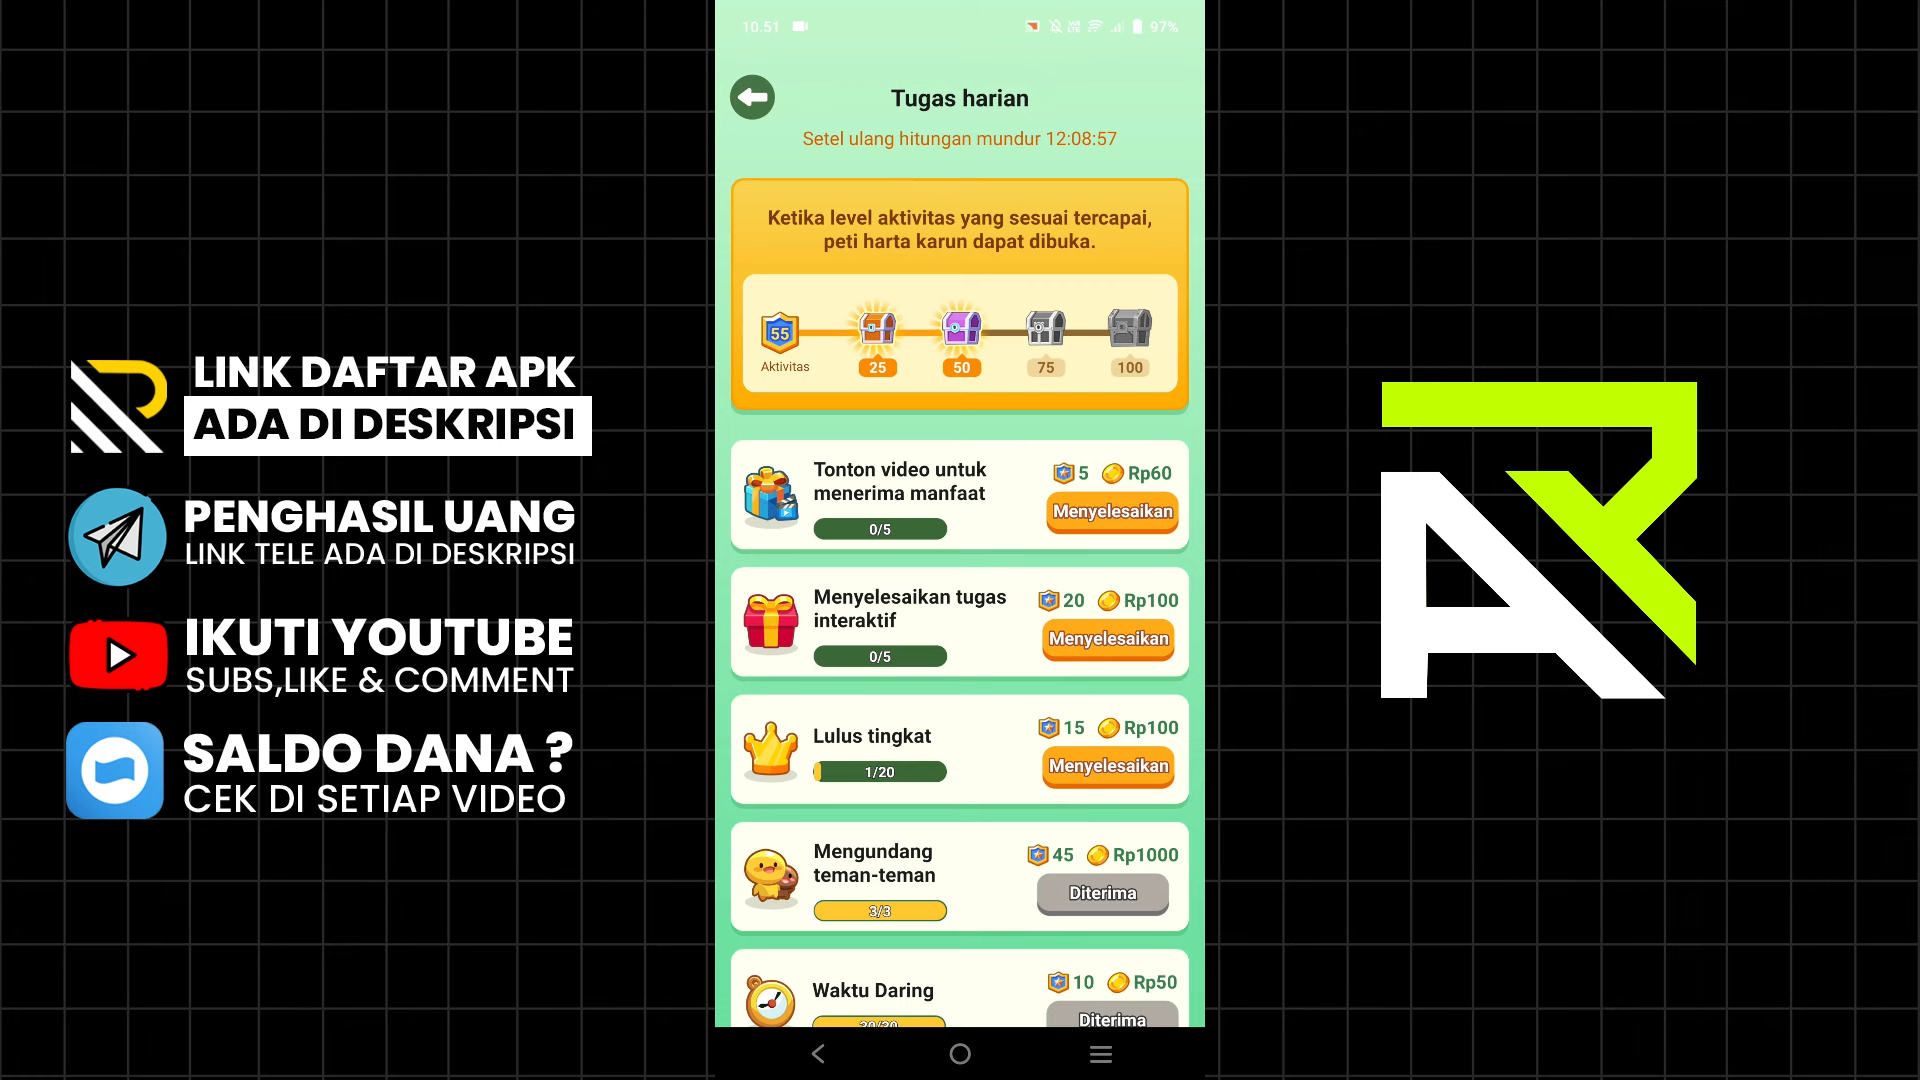 LINK DAFTAR APK
ADA DI DESKRIPSI
PENGHASIL UANG
LINK TELE ADA DI DESKRIPSI
IKUTI YOUTUBE
SUBS,LIKE & COMMENT
SALDO DANA ?
CEK DI SETIAP VIDEO
10.51
97%
Tugas harian
Setel ulang hitungan mundur 12:08:57
Ketika level aktivitas yang sesuai tercapai,
peti harta karun dapat dibuka.
55
Aktivitas 25 50 75 100
Tonton video untuk
menerima manfaat
0/5
5 Rp60
Menyelesaikan
Menyelesaikan tugas
interaktif
0/5
20 Rp100
Menyelesaikan
Lulus tingkat
1/20
15 Rp100
Menyelesaikan
Mengundang
teman-teman
3/3
45 Rp1000
Diterima
Waktu Daring
10 Rp50
Diterima
AR